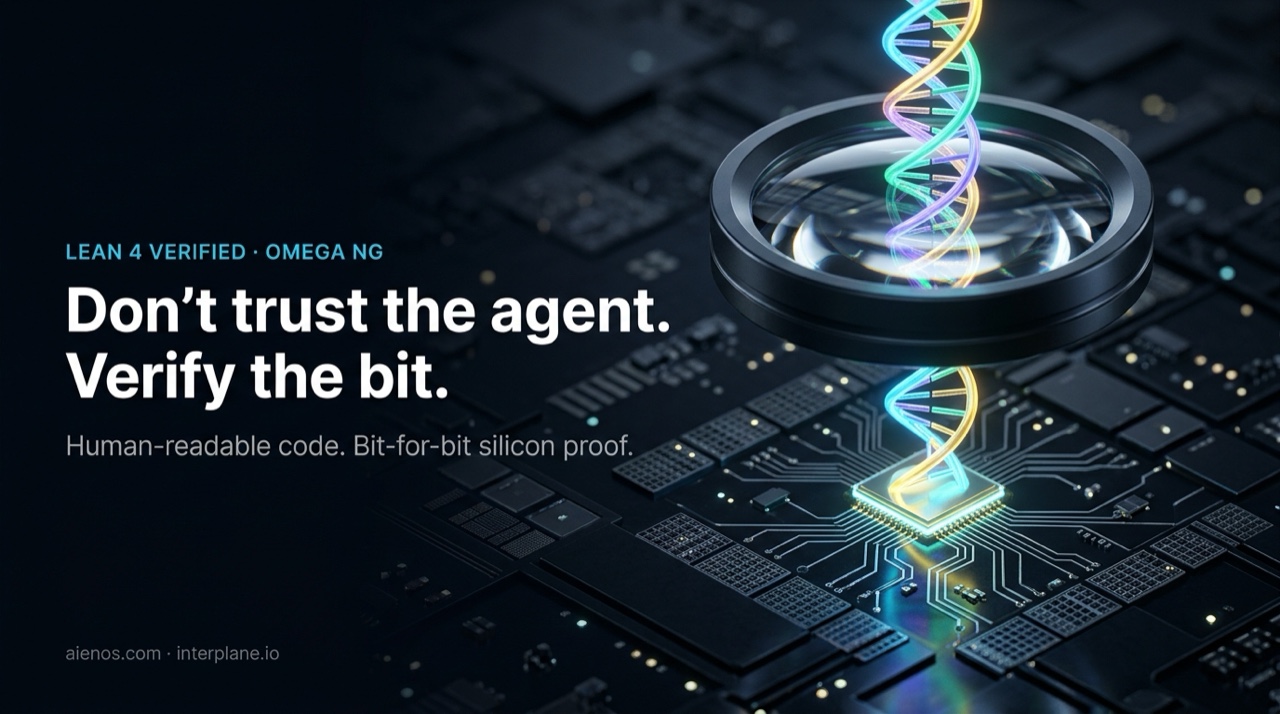 LEAN 4 VERIFIED · OMEGA NG
Don’t trust the agent.
Verify the bit.
Human-readable code. Bit-for-bit silicon proof.
aienos.com · interplane.io